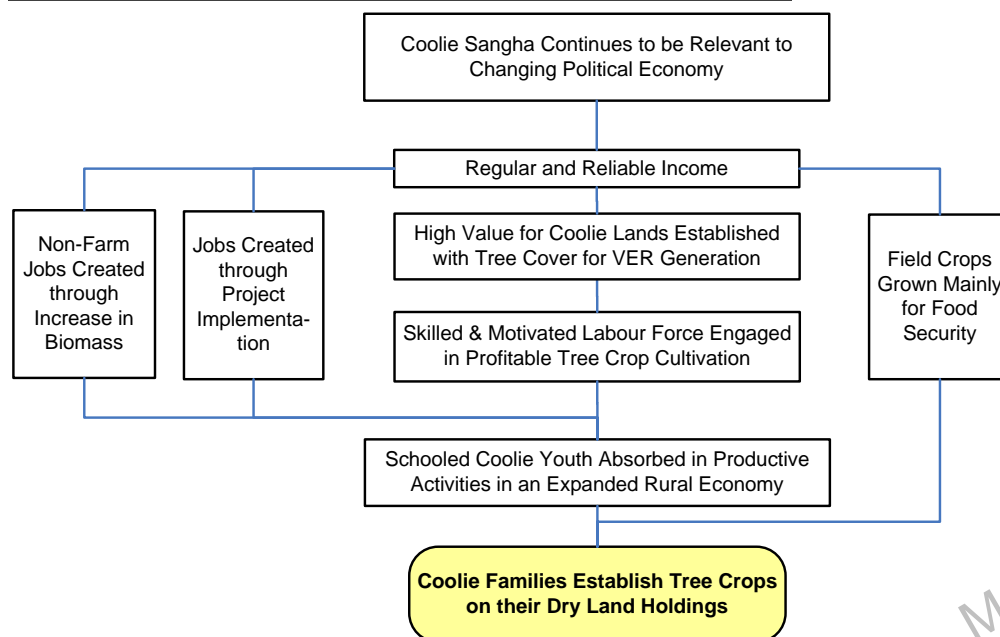 Coolie Sangha Continues to be Relevant to
Changing Political Economy
Regular and Reliable Income
Non-Farm
Jobs Created
through
Increase in
Biomass
Jobs Created
through
Project
Implementa-
tion
High Value for Coolie Lands Established
with Tree Cover for VER Generation
Skilled & Motivated Labour Force Engaged
in Profitable Tree Crop Cultivation
Field Crops
Grown Mainly
for Food
Security
Schooled Coolie Youth Absorbed in Productive
Activities in an Expanded Rural Economy
Coolie Families Establish Tree Crops
on their Dry Land Holdings
M